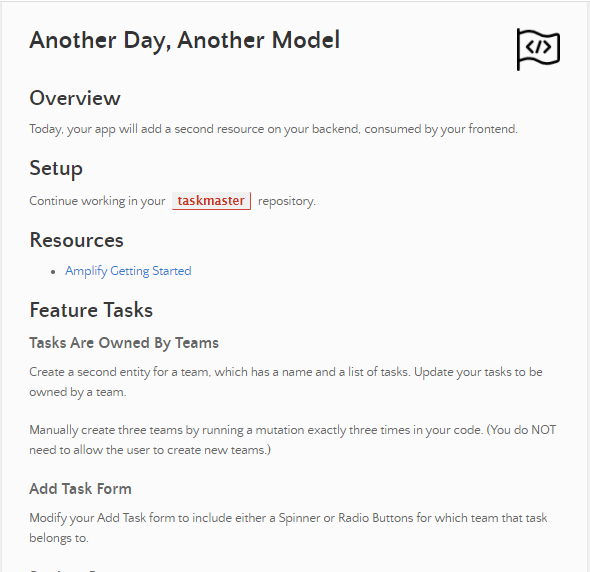 Another Day, Another Model
</>
Overview
Today, your app will add a second resource on your backend, consumed by your frontend.
Setup
Continue working in your taskmaster repository.
Resources
• Amplify Getting Started
Feature Tasks
Tasks Are Owned By Teams
Create a second entity for a team, which has a name and a list of tasks. Update your tasks to be
owned by a team.
Manually create three teams by running a mutation exactly three times in your code. (You do NOT
need to allow the user to create new teams.)
Add Task Form
Modify your Add Task form to include either a Spinner or Radio Buttons for which team that task
belongs to.